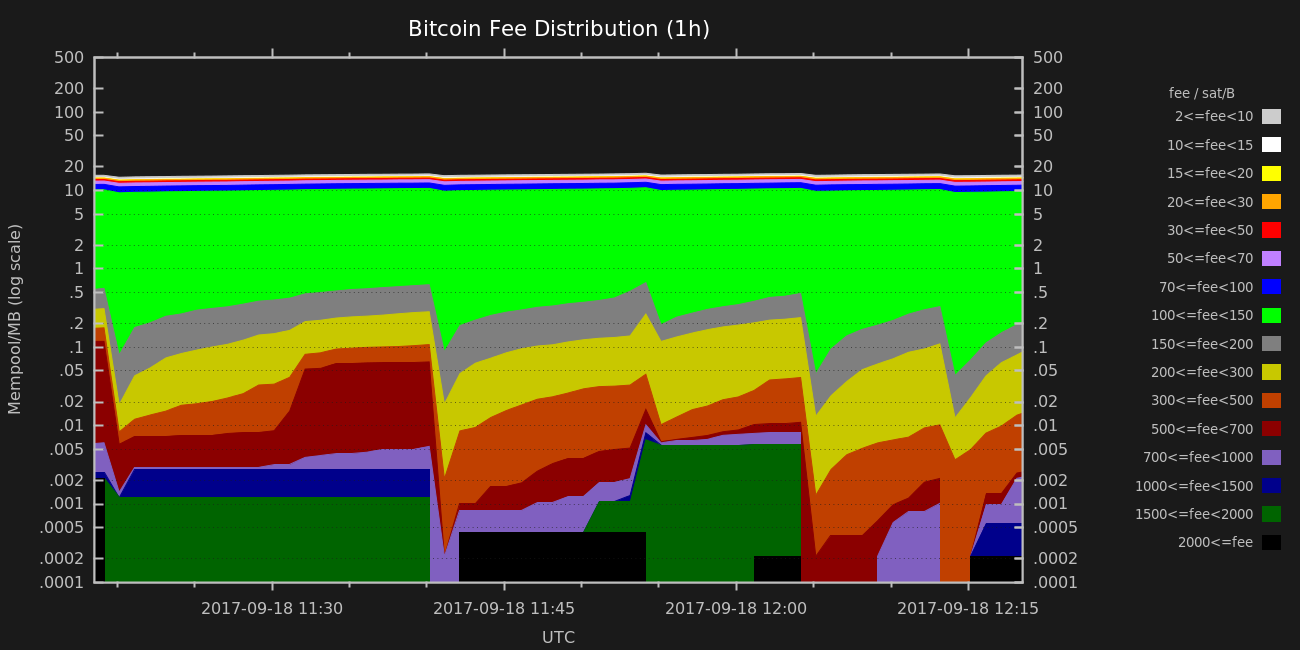 Bitcoin Fee Distribution (1h)
Mempool/MB (log scale)
500
200
100
50
20
10
5
2
1
.5
.2
.1
.05
.02
.01
.005
.002
.001
.0005
.0002
.0001
500
200
100
50
20
10
5
2
1
.5
.2
.1
.05
.02
.01
.005
.002
.001
.0005
.0002
.0001
2017-09-18 11:30 2017-09-18 11:45 2017-09-18 12:00 2017-09-18 12:15
UTC
fee / sat/B
2<=fee<10
10<=fee<15
15<=fee<20
20<=fee<30
30<=fee<50
50<=fee<70
70<=fee<100
100<=fee<150
150<=fee<200
200<=fee<300
300<=fee<500
500<=fee<700
700<=fee<1000
1000<=fee<1500
1500<=fee<2000
2000<=fee